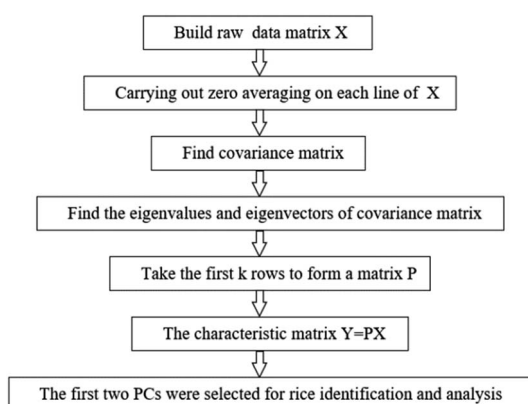 Build raw data matrix X
Carrying out zero averaging on each line of X
Find covariance matrix
Find the eigenvalues and eigenvectors of covariance matrix
Take the first k rows to form a matrix P
The characteristic matrix Y=PX
The first two PCs were selected for rice identification and analysis